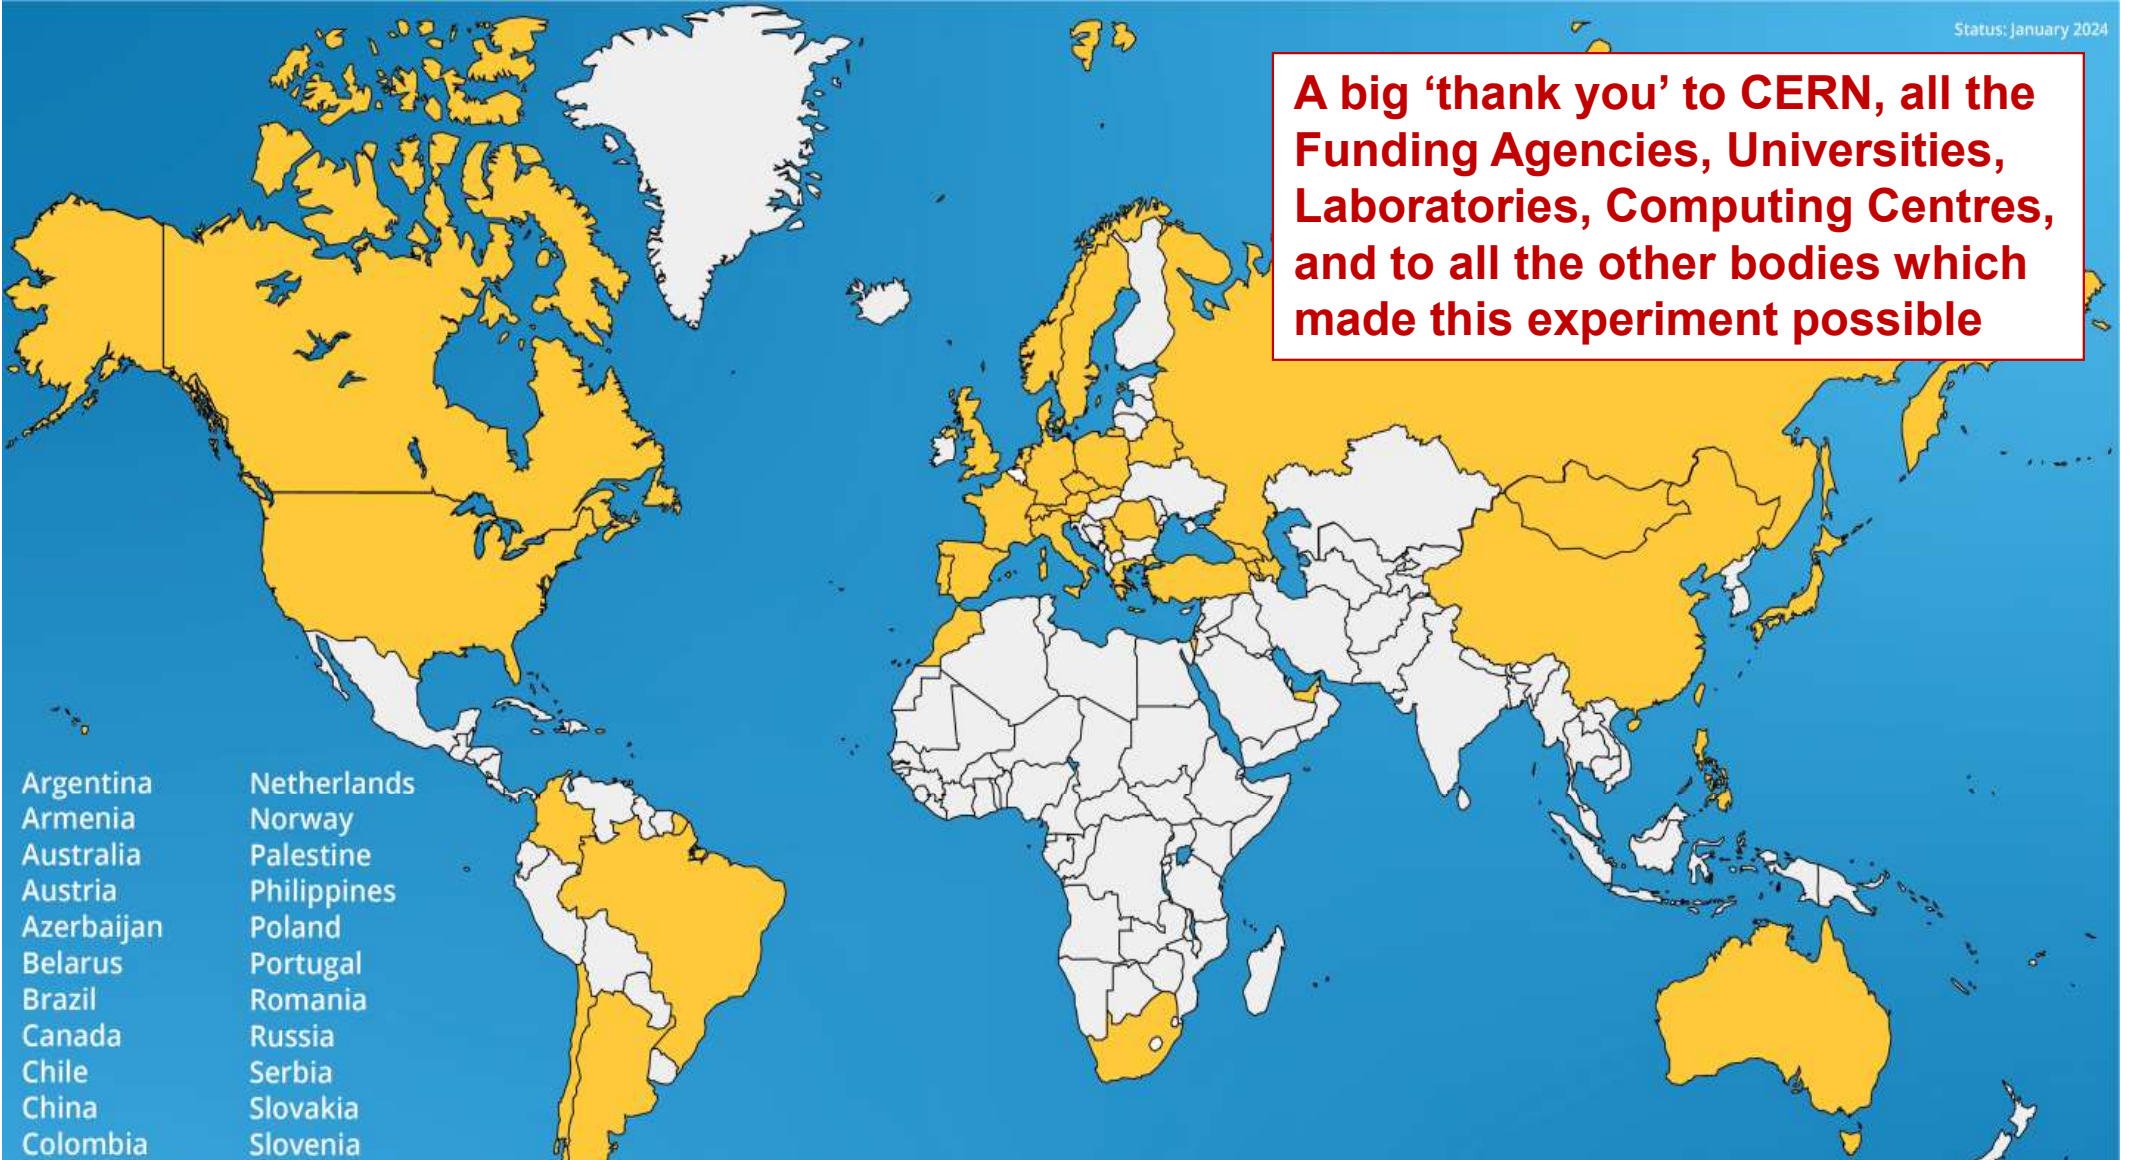 Status: January 2024
A big ‘thank you’ to CERN, all the
Funding Agencies, Universities,
Laboratories, Computing Centres,
and to all the other bodies which
made this experiment possible
Argentina
Armenia
Australia
Austria
Azerbaijan
Belarus
Brazil
Canada
Chile
China
Colombia
Netherlands
Norway
Palestine
Philippines
Poland
Portugal
Romania
Russia
Serbia
Slovakia
Slovenia